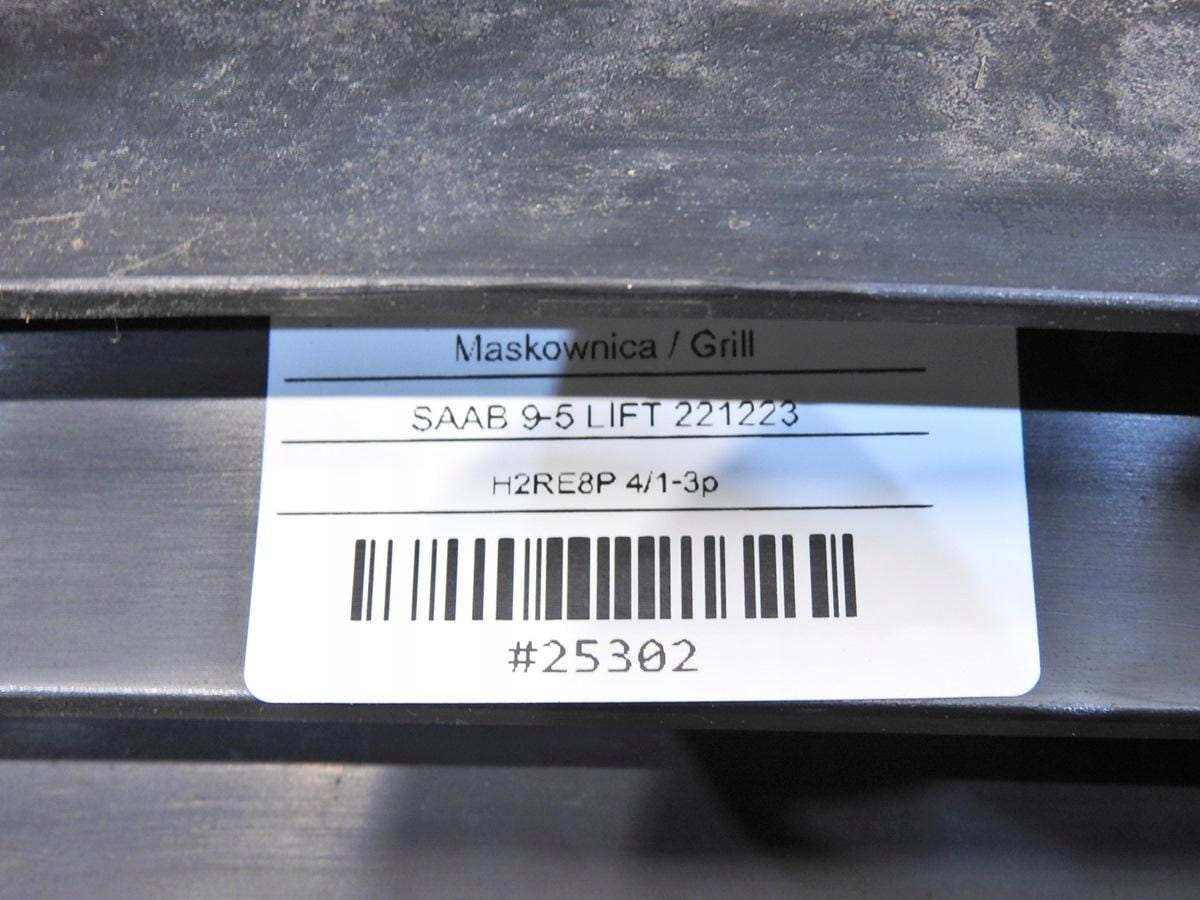 Maskownica / Grill
SAAB 9-5 LIFT 221223
H2RE8P 4/1-3p
#25302